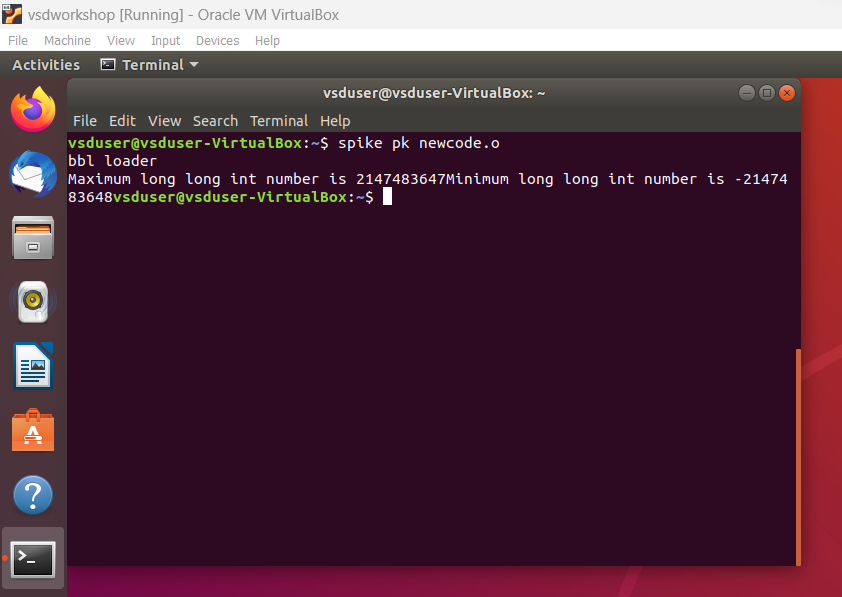 vsdworkshop [Running] - Oracle VM VirtualBox
File Machine View Input Devices Help
Activities Terminal
vsduser@vsduser-VirtualBox: ~
File Edit View Search Terminal Help
vsduser@vsduser-VirtualBox:~$ spike pk newcode.o
bbl loader
Maximum long long int number is 2147483647Minimum long long int number is -21474
83648vsduser@vsduser-VirtualBox:~$